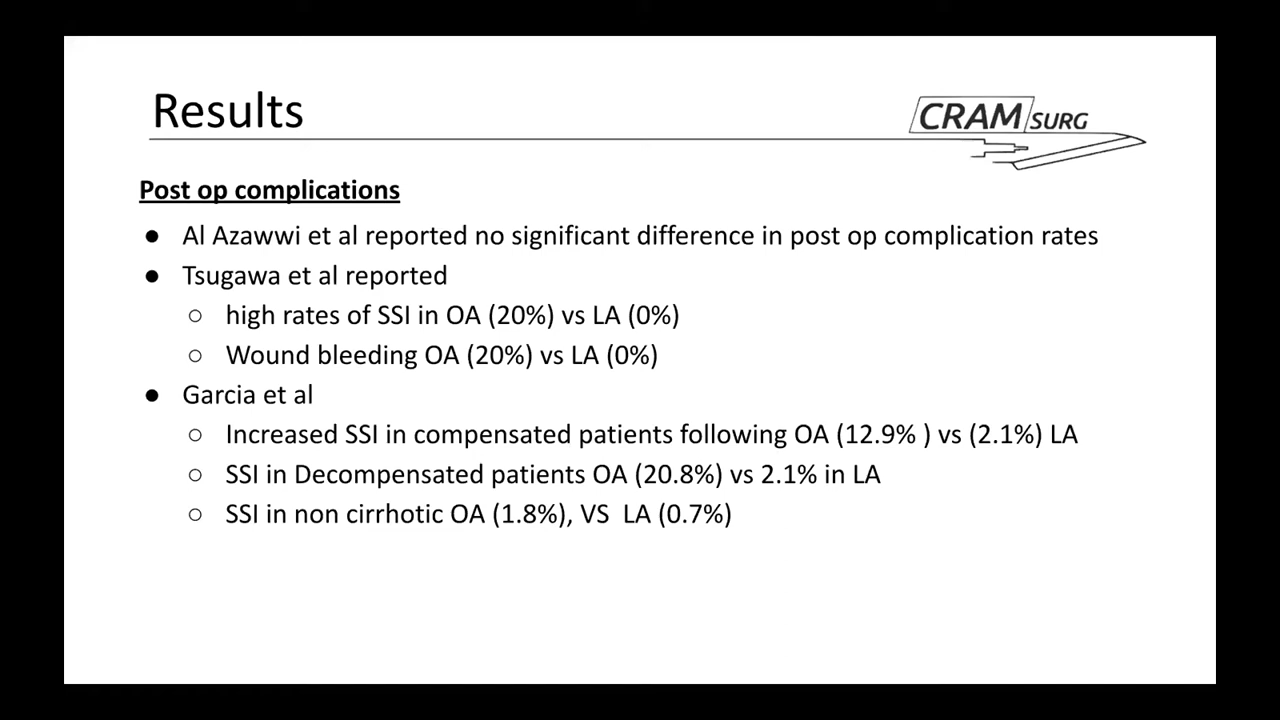 Results
CRAM SURG
Post op complications
● Al Azawwi et al reported no significant difference in post op complication rates
● Tsugawa et al reported
○ high rates of SSI in OA (20%) vs LA (0%)
○ Wound bleeding OA (20%) vs LA (0%)
● Garcia et al
○ Increased SSI in compensated patients following OA (12.9% ) vs (2.1%) LA
○ SSI in Decompensated patients OA (20.8%) vs 2.1% in LA
○ SSI in non cirrhotic OA (1.8%), VS  LA (0.7%)